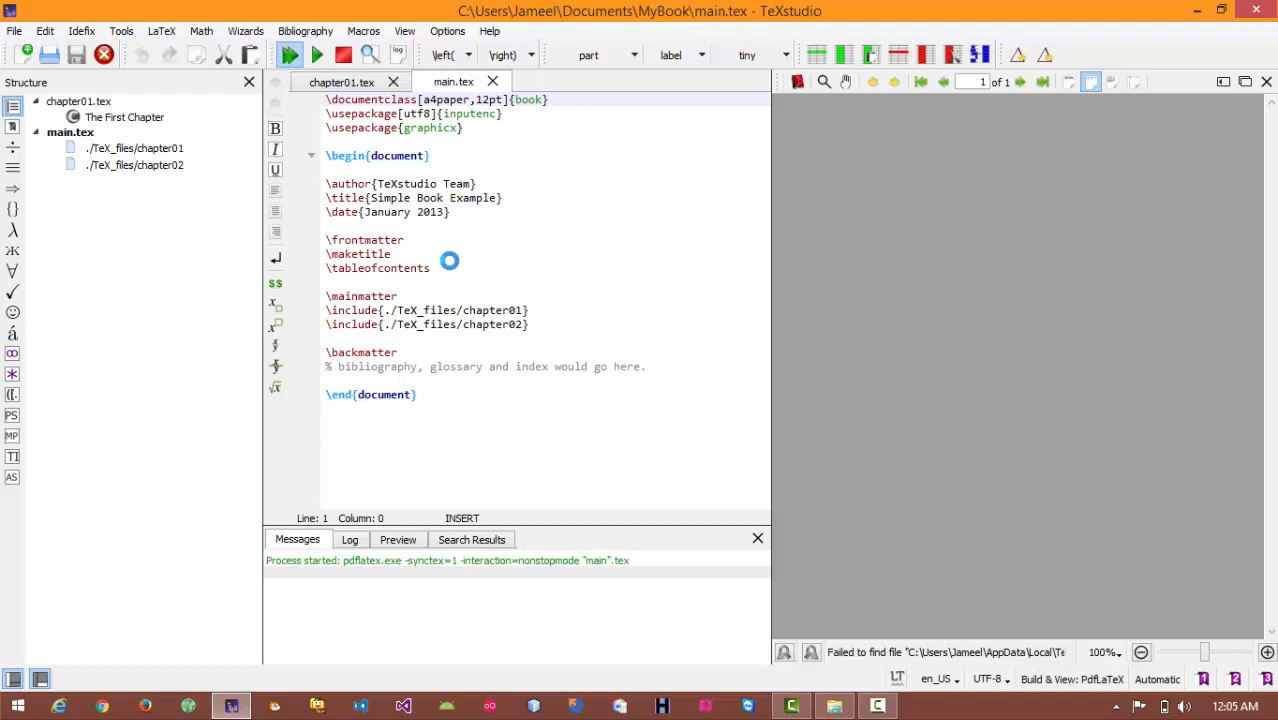 C:\Users\Jameel\Documents\MyBook\main.tex - TeXstudio
File Edit Idefix Tools LaTeX Math Wizards Bibliography Macros View Options Help
log \left( \right) part label tiny
Structure
chapter01.tex main.tex
1 of 1
chapter01.tex
The First Chapter
main.tex
./TeX_files/chapter01
./TeX_files/chapter02
\documentclass[a4paper,12pt]{book}
\usepackage[utf8]{inputenc}
\usepackage{graphicx}
\begin{document}
\author{TeXstudio Team}
\title{Simple Book Example}
\date{January 2013}
\frontmatter
\maketitle
\tableofcontents
\mainmatter
\include{./TeX_files/chapter01}
\include{./TeX_files/chapter02}
\backmatter
% bibliography, glossary and index would go here.
\end{document}
B
I
U
$$
PS
MP
TI
AS
Line: 1 Column: 0 INSERT
Messages Log Preview Search Results
Process started: pdflatex.exe -synctex=1 -interaction=nonstopmode "main".tex
Failed to find file "C:\Users\Jameel\AppData\Local\Te 100%
LT en_US UTF-8 Build & View: PdfLaTeX Automatic
12:05 AM